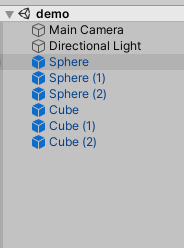 demo
Main Camera
Directional Light
Sphere
Sphere (1)
Sphere (2)
Cube
Cube (1)
Cube (2)